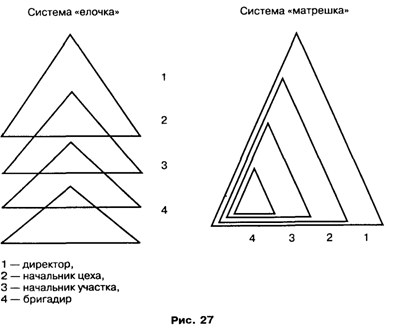 Система «елочка»
Система «матрешка»
1
2
3
4
4 3 2 1
1 — директор,
2 — начальник цеха,
3 — начальник участка,
4 — бригадир
Рис. 27